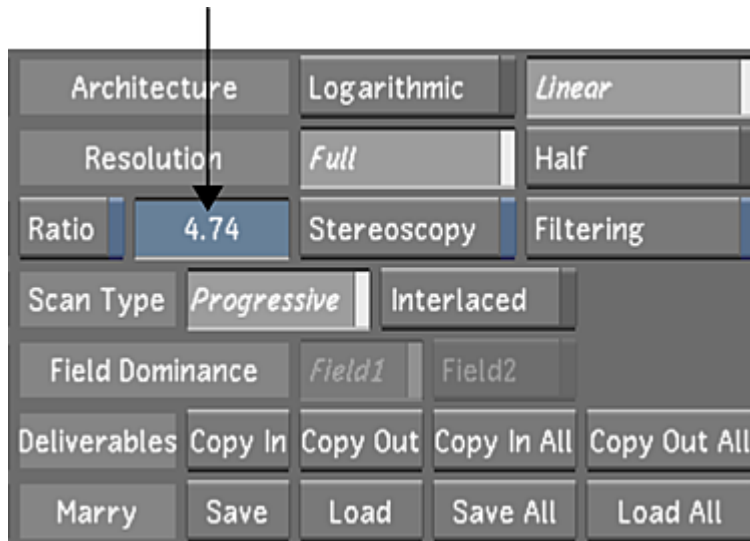 Architecture Logarithmic Linear
Resolution Full Half
Ratio 4.74 Stereoscopy Filtering
Scan Type Progressive Interlaced
Field Dominance Field1 Field2
Deliverables Copy In Copy Out Copy In All Copy Out All
Marry Save Load Save All Load All